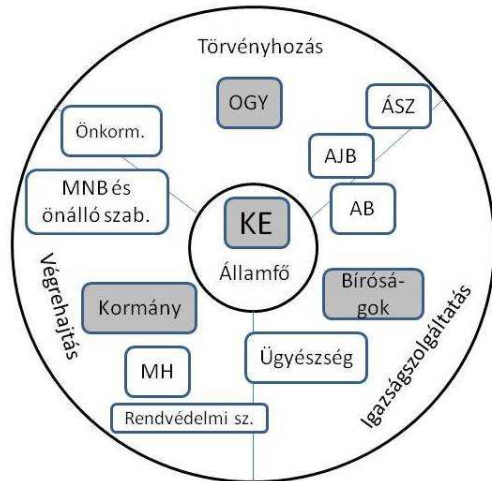 Törvényhozás
OGY
ÁSZ
Önkorm.
AJB
MNB és
önálló szab.
AB
KE
Államfő
Végrehajtás
Kormány
Bírósá-
gok
Igazságszolgáltatás
Ügyészség
MH
Rendvédelmi sz.